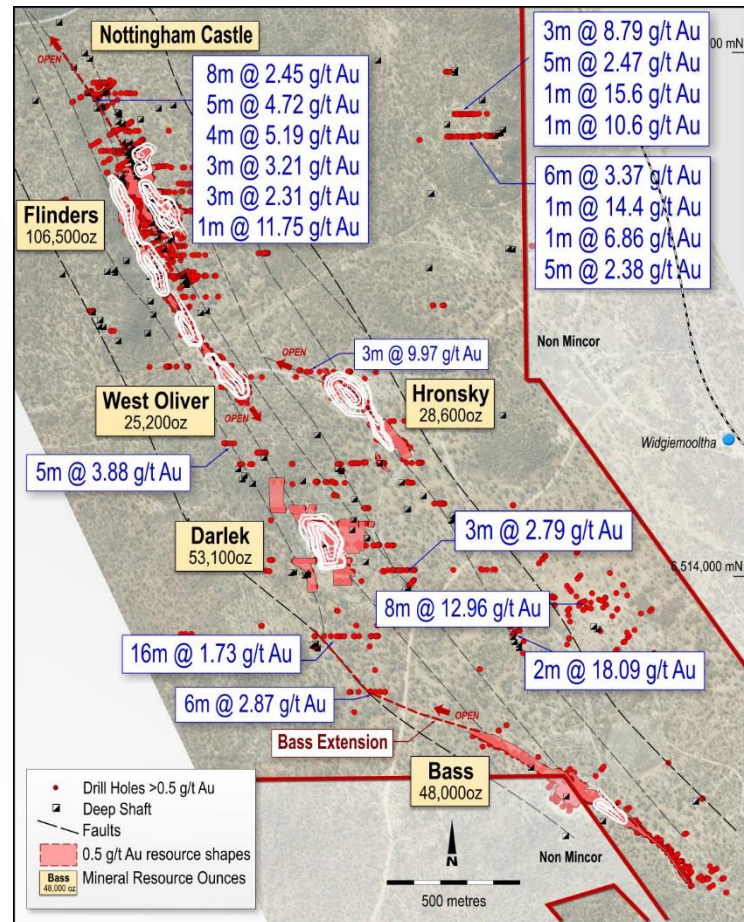 Nottingham Castle
OPEN
8m @ 2.45 g/t Au
5m @ 4.72 g/t Au
4m @ 5.19 g/t Au
3m @ 3.21 g/t Au
3m @ 2.31 g/t Au
1m @ 11.75 g/t Au
3m @ 8.79 g/t Au
5m @ 2.47 g/t Au
1m @ 15.6 g/t Au
1m @ 10.6 g/t Au
00 mN
6m @ 3.37 g/t Au
1m @ 14.4 g/t Au
1m @ 6.86 g/t Au
5m @ 2.38 g/t Au
Flinders
106,500oz
Non Mincor
OPEN
3m @ 9.97 g/t Au
West Oliver
25,200oz
OPEN
Hronsky
28,600oz
Widgiemooltha
5m @ 3.88 g/t Au
Darlek
53,100oz
3m @ 2.79 g/t Au
6,514,000 mN
8m @ 12.96 g/t Au
16m @ 1.73 g/t Au
2m @ 18.09 g/t Au
6m @ 2.87 g/t Au
OPEN
Bass Extension
Bass
48,000oz
Drill Holes >0.5 g/t Au
Deep Shaft
Faults
0.5 g/t Au resource shapes
Bass
48,000 oz
Mineral Resource Ounces
N
500 metres
Non Mincor